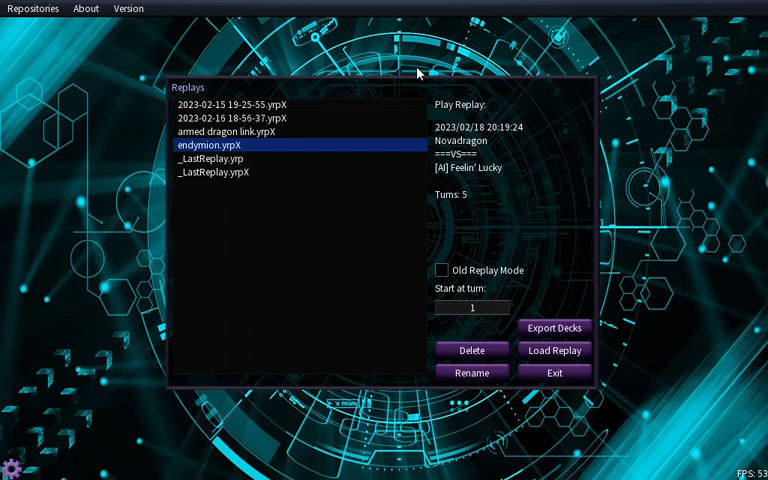 Repositories About Version
Replays
2023-02-15 19-25-55.yrpX
2023-02-16 18-56-37.yrpX
armed dragon link.yrpX
endymion.yrpX
_LastReplay.yrp
_LastReplay.yrpX
Play Replay:
2023/02/18 20:19:24
Novadragon
===VS===
[AI] Feelin' Lucky
Turns: 5
Old Replay Mode
Start at turn:
1
Export Decks
Delete Load Replay
Rename Exit
FPS: 53